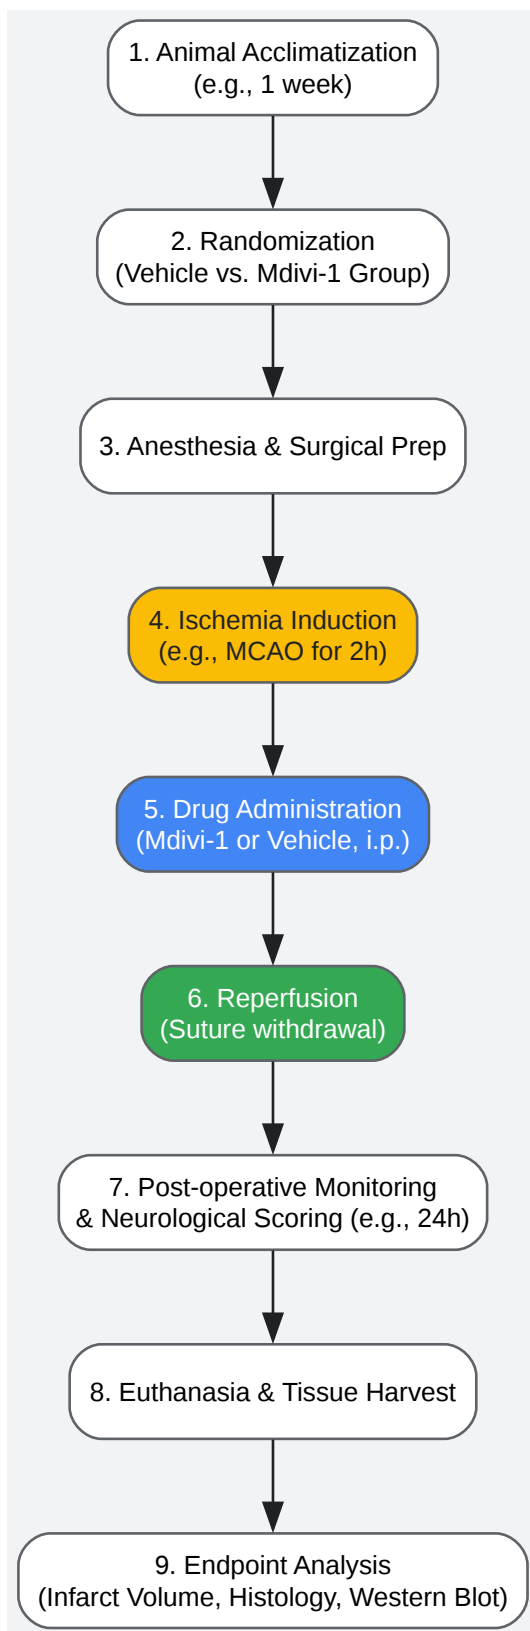 1. Animal Acclimatization
(e.g., 1 week)
2. Randomization
(Vehicle vs. Mdivi-1 Group)
3. Anesthesia & Surgical Prep
4. Ischemia Induction
(e.g., MCAO for 2h)
5. Drug Administration
(Mdivi-1 or Vehicle, i.p.)
6. Reperfusion
(Suture withdrawal)
7. Post-operative Monitoring
& Neurological Scoring (e.g., 24h)
8. Euthanasia & Tissue Harvest
9. Endpoint Analysis
(Infarct Volume, Histology, Western Blot)